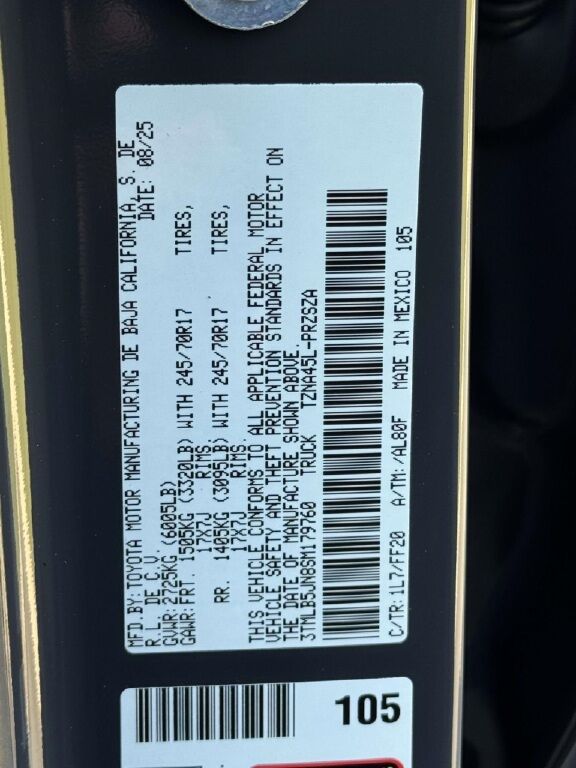 MFD.BY:TOYOTA MOTOR MANUFACTURING DE BAJA CALIFORNIA, S. DE
R.L. DE C.V. DATE: 08/25
GVWR:2725KG (6005LB)
GAWR:FRT. 1505KG (3320LB) WITH 245/70R17 TIRES,
17X7J RIMS.
RR. 1405KG (3095LB) WITH 245/70R17 TIRES,
17X7J RIMS.
THIS VEHICLE CONFORMS TO ALL APPLICABLE FEDERAL MOTOR
VEHICLE SAFETY AND THEFT PREVENTION STANDARDS IN EFFECT ON
THE DATE OF MANUFACTURE SHOWN ABOVE.
3TMLB5JN8SM179760 TRUCK TZNA45L-PRZSZA
C/TR:1L7/FF20 A/TM:/AL80F MADE IN MEXICO 105
105